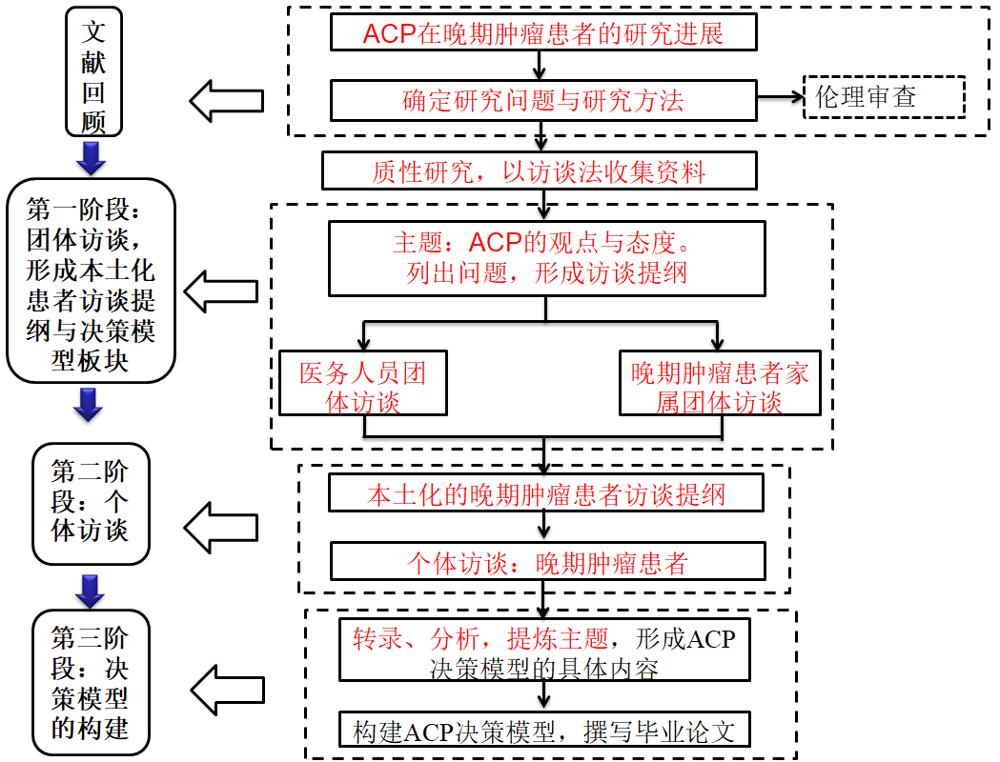 文
献
回
顾
ACP在晚期肿瘤患者的研究进展
确定研究问题与研究方法
伦理审查
质性研究，以访谈法收集资料
第一阶段：
团体访谈，
形成本土化
患者访谈提
纲与决策模
型板块
主题：ACP的观点与态度。
列出问题，形成访谈提纲
医务人员团
体访谈
晚期肿瘤患者家
属团体访谈
第二阶
段：个
体访谈
本土化的晚期肿瘤患者访谈提纲
个体访谈：晚期肿瘤患者
第三阶
段：决
策模型
的构建
转录、分析，提炼主题，形成ACP
决策模型的具体内容
构建ACP决策模型，撰写毕业论文